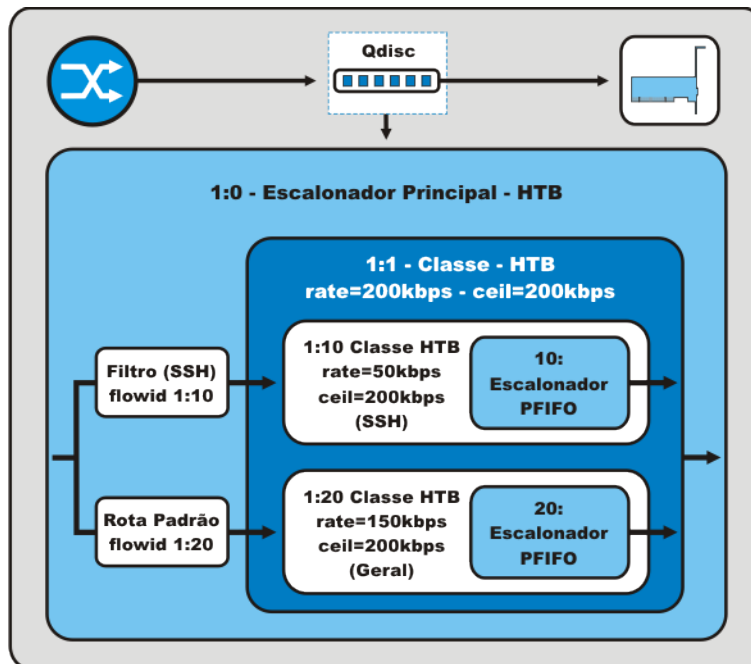 Qdisc
1:0 - Escalonador Principal - HTB
1:1 - Classe - HTB
rate=200kbps - ceil=200kbps
Filtro (SSH)
flowid 1:10
1:10 Classe HTB
rate=50kbps
ceil=200kbps
(SSH)
10:
Escalonador
PFIFO
Rota Padrão
flowid 1:20
1:20 Classe HTB
rate=150kbps
ceil=200kbps
(Geral)
20:
Escalonador
PFIFO